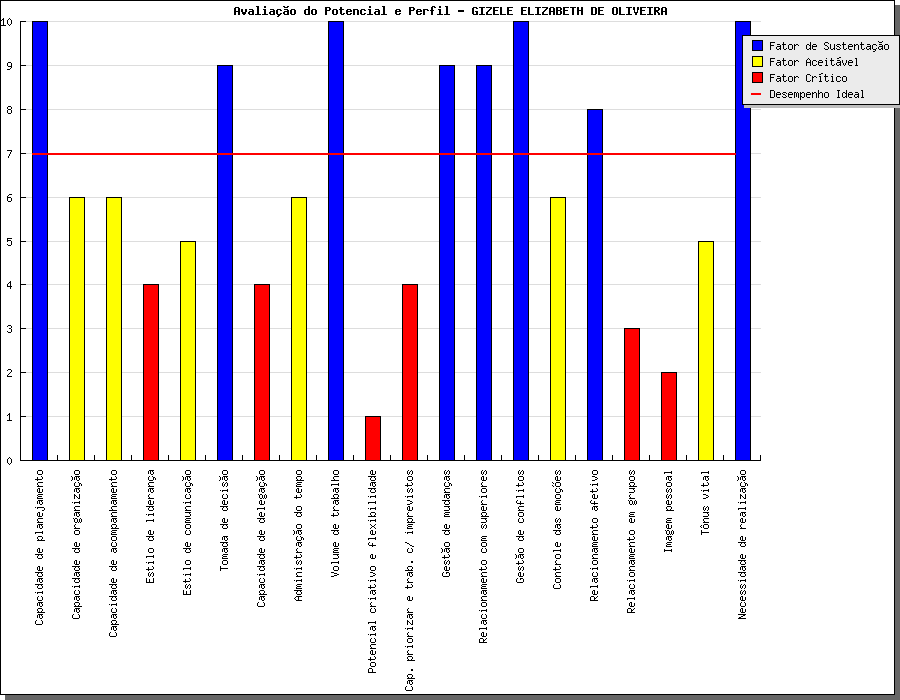 Avaliação do Potencial e Perfil - GIZELE ELIZABETH DE OLIVEIRA
10
9
8
7
6
5
4
3
2
1
0
Fator de Sustentação
Fator Aceitável
Fator Crítico
Desempenho Ideal
Capacidade de planejamento
Capacidade de organização
Capacidade de acompanhamento
Estilo de liderança
Estilo de comunicação
Tomada de decisão
Capacidade de delegação
Administração do tempo
Volume de trabalho
Potencial criativo e flexibilidade
Cap. priorizar e trab. c/ imprevistos
Gestão de mudanças
Relacionamento com superiores
Gestão de conflitos
Controle das emoções
Relacionamento afetivo
Relacionamento em grupos
Imagem pessoal
Tônus vital
Necessidade de realização